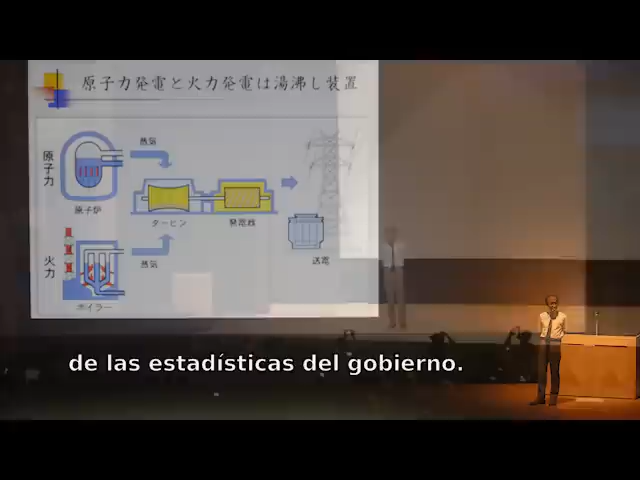 原子力発電と火力発電は湯沸し装置
原子力
蒸気
原子炉
タービン
発電器
送電
火力
蒸気
ボイラー
de las estadísticas del gobierno.